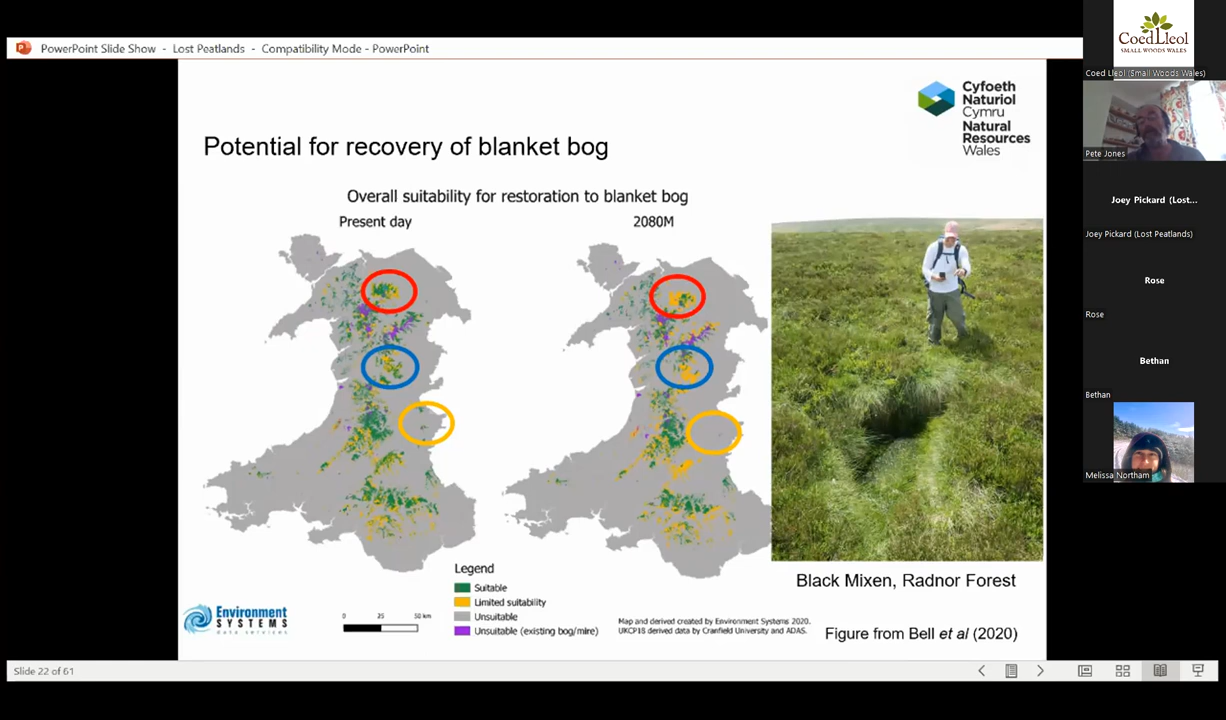 PowerPoint Slide Show - Lost Peatlands - Compatibility Mode - PowerPoint
Cyfoeth
Naturiol
Cymru
Natural
Resources
Wales
Potential for recovery of blanket bog
Overall suitability for restoration to blanket bog
Present day
2080M
Legend
Suitable
Limited suitability
Unsuitable
Unsuitable (existing bog/mire)
0 25 50 km
Environment
SYSTEMS
data services
Map and derived created by Environment Systems 2020.
UKCP18 derived data by Cranfield University and ADAS.
Black Mixen, Radnor Forest
Figure from Bell et al (2020)
Slide 22 of 61
Coed Lleol
SMALL WOODS WALES
Coed Lleol (Small Woods Wales)
Pete Jones
Joey Pickard (Lost...
Joey Pickard (Lost Peatlands)
Rose
Rose
Bethan
Bethan
Melissa Northam